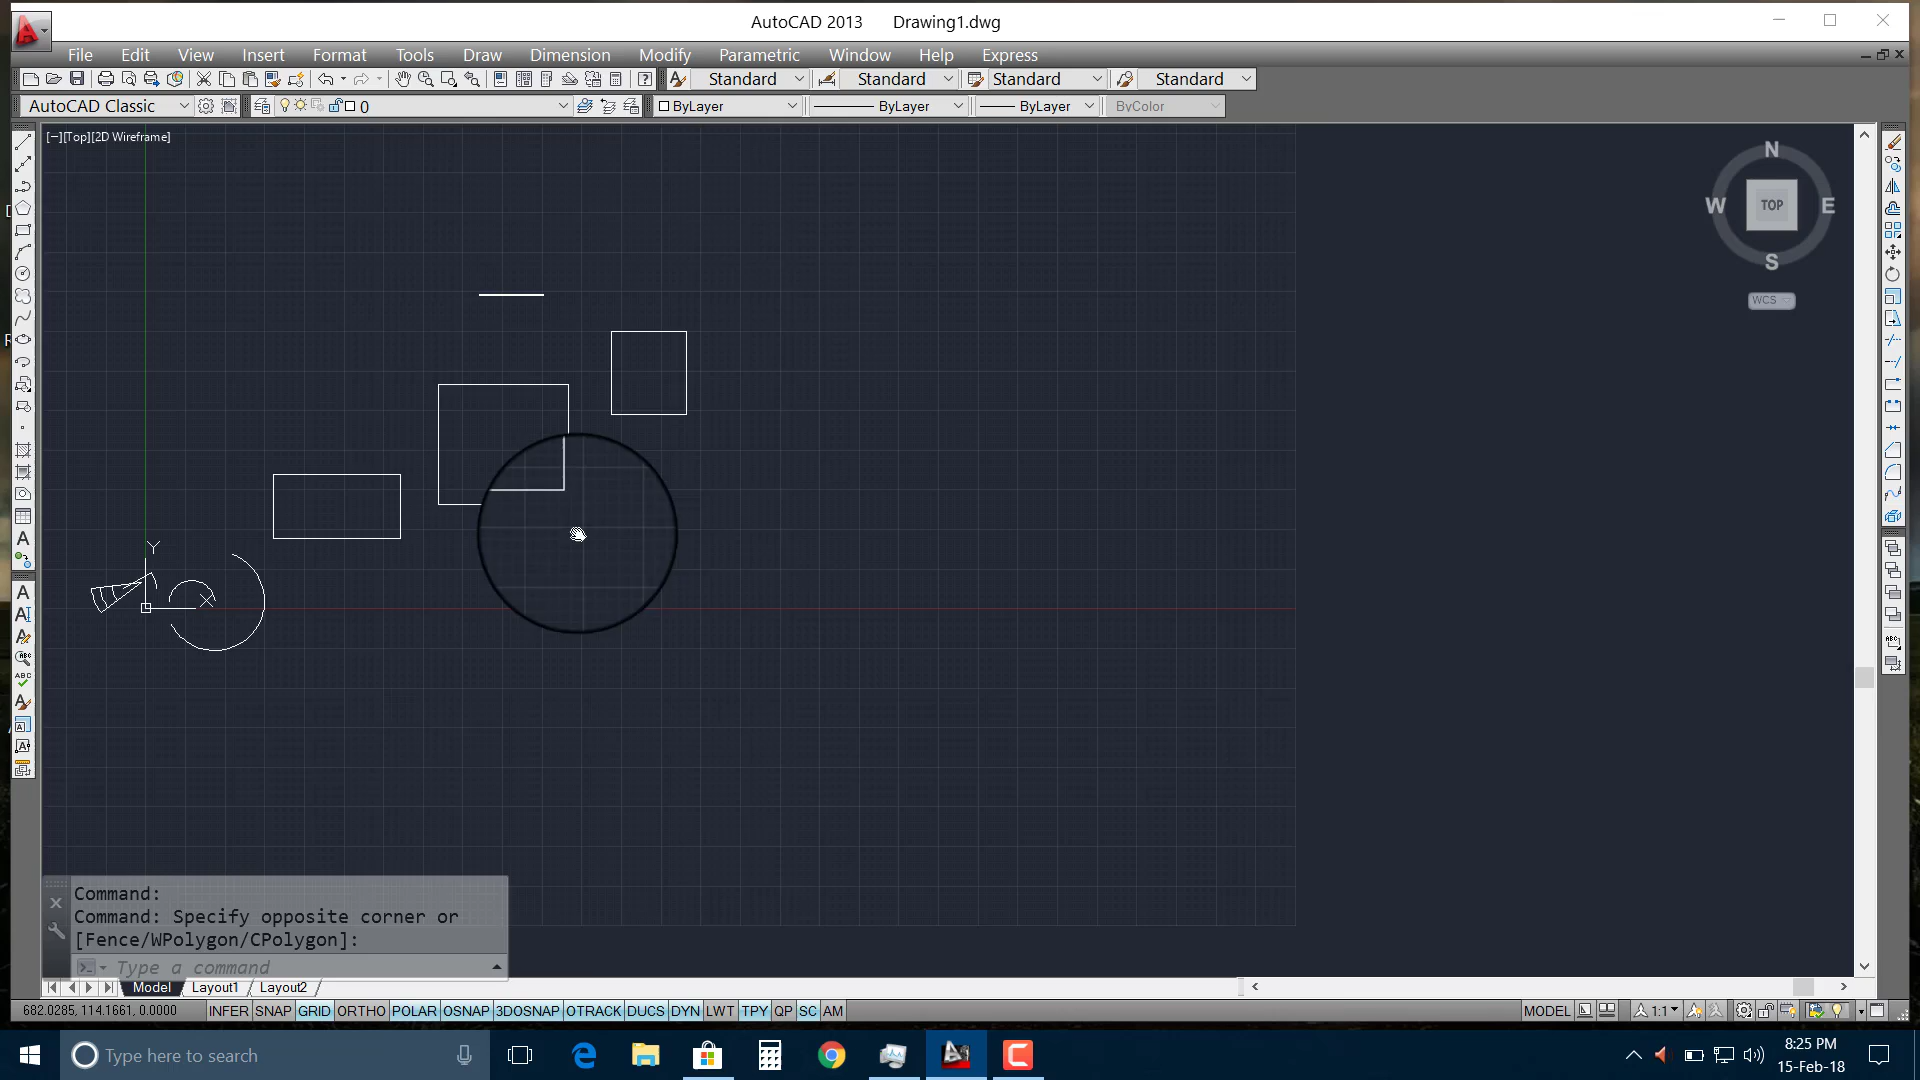 AutoCAD 2013 Drawing1.dwg
File Edit View Insert Format Tools Draw Dimension Modify Parametric Window Help Express
Standard Standard Standard Standard
AutoCAD Classic 0 ByLayer ByLayer ByLayer ByColor
[−][Top][2D Wireframe]
N
W TOP E
S
WCS
Y
X
Command:
Command: Specify opposite corner or
[Fence/WPolygon/CPolygon]:
Type a command
Model Layout1 Layout2
682.0285, 114.1661, 0.0000 INFER SNAP GRID ORTHO POLAR OSNAP 3DOSNAP OTRACK DUCS DYN LWT TPY QP SC AM MODEL 1:1
Type here to search
8:25 PM
15-Feb-18